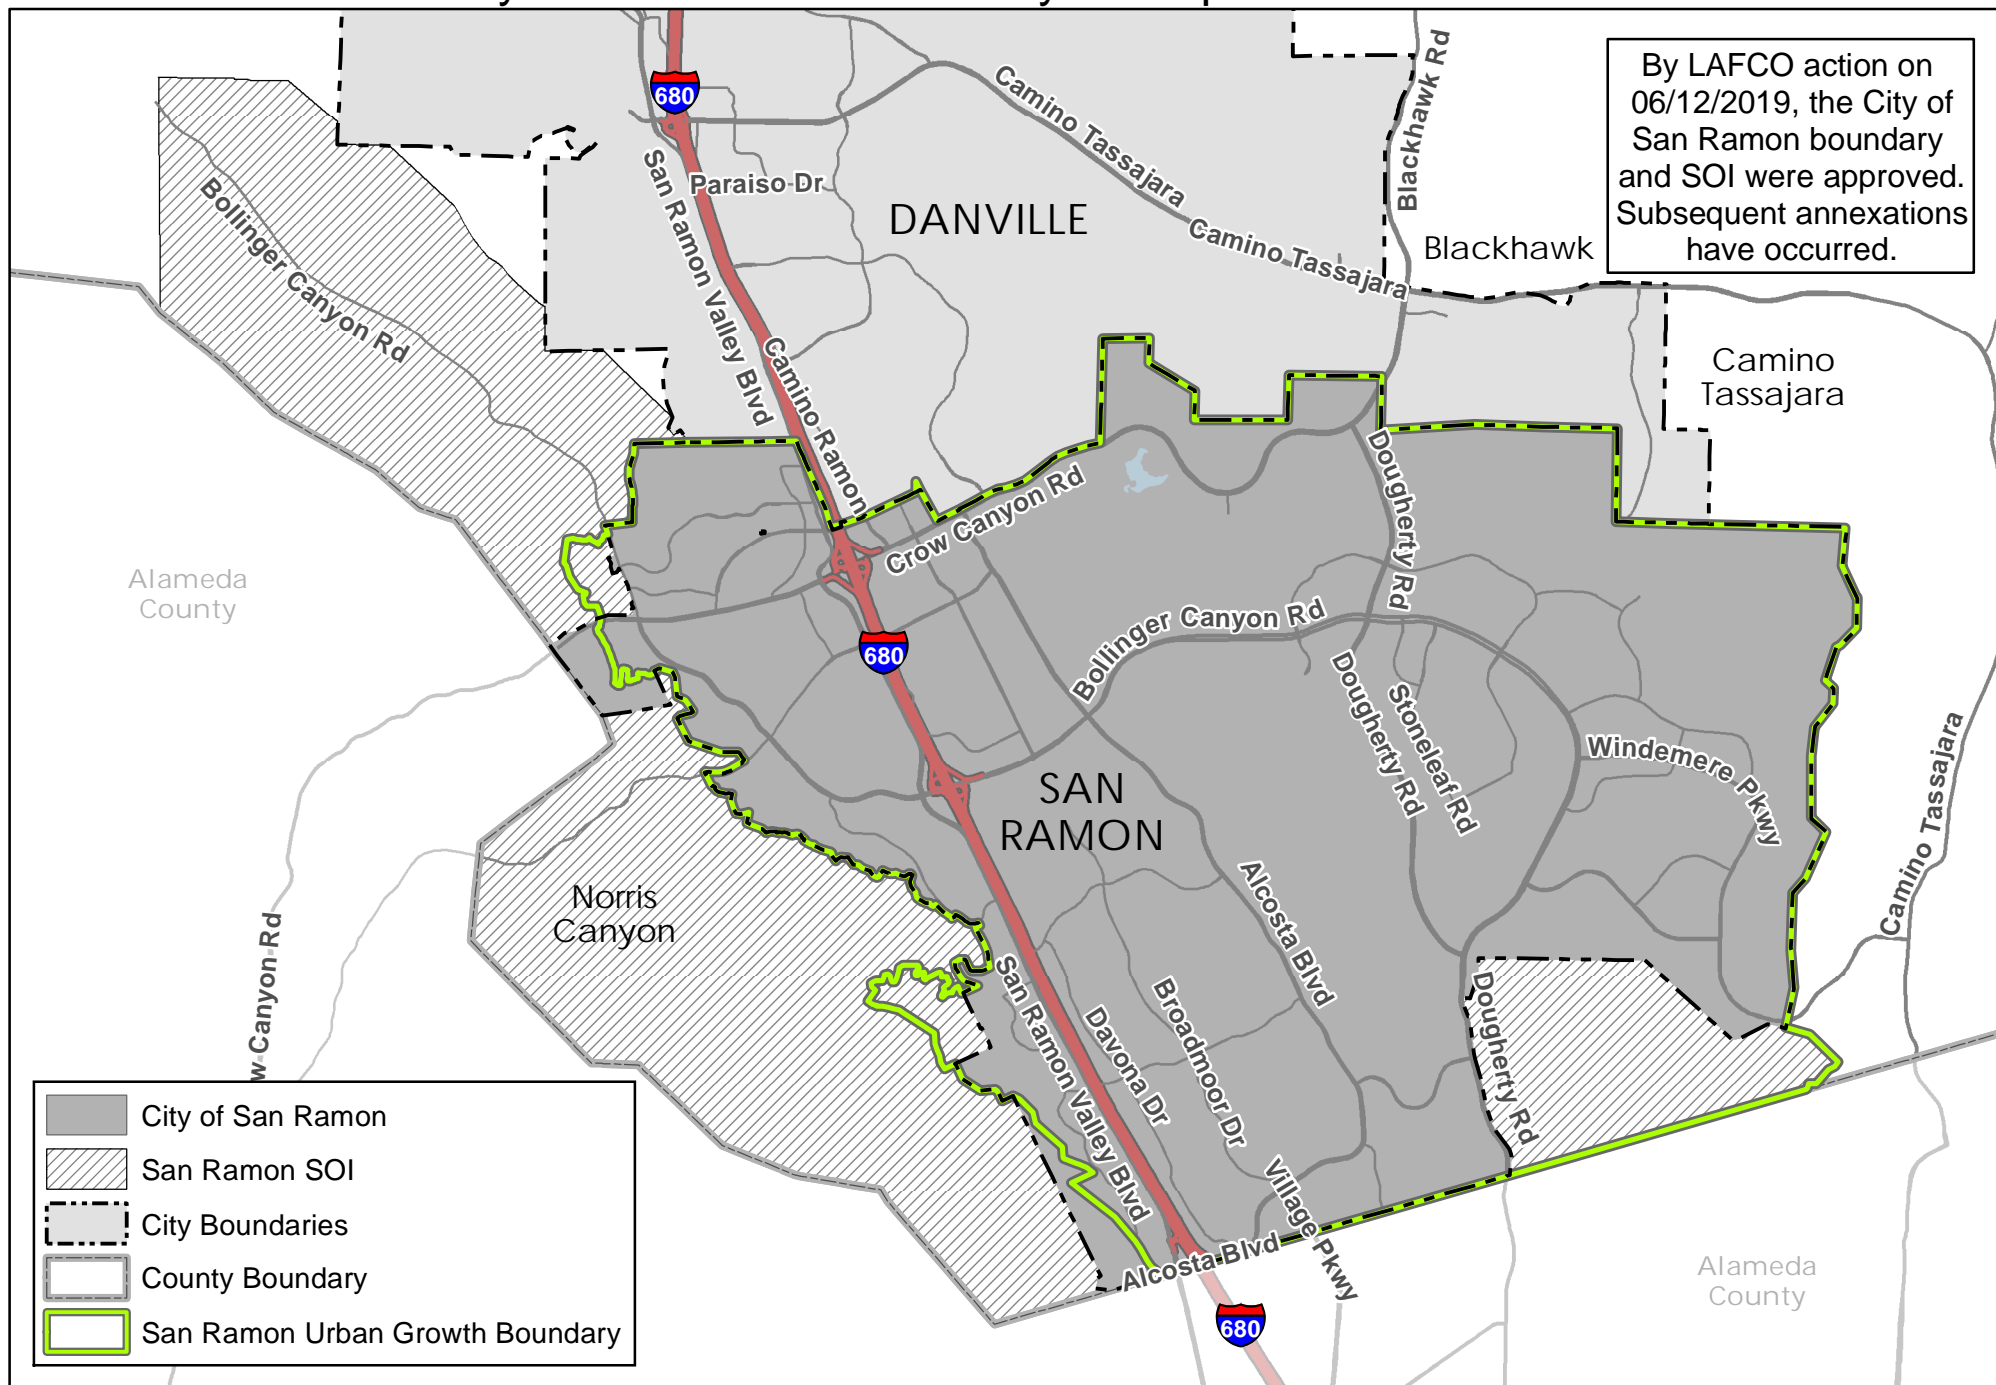 By LAFCO action on
06/12/2019, the City of
San Ramon boundary
and SOI were approved.
Subsequent annexations
have occurred.
Blackhawk Rd
680
Camino Tassajara
San Ramon Valley Blvd
Paraiso Dr
DANVILLE
Camino Tassajara
Blackhawk
Bollinger Canyon Rd
Camino
Tassajara
Camino Ramon
Dougherty Rd
Crow Canyon Rd
Alameda
County
Bollinger Canyon Rd
680
Dougherty Rd
Stoneleaf Rd
Windemere Pkwy
Camino Tassajara
SAN
RAMON
Norris
Canyon
Alcosta Blvd
w Canyon Rd
San Ramon Valley Blvd
Davona Dr
Broadmoor Dr
Dougherty Rd
Village Pkwy
Alcosta Blvd
Alameda
County
680
City of San Ramon
San Ramon SOI
City Boundaries
County Boundary
San Ramon Urban Growth Boundary